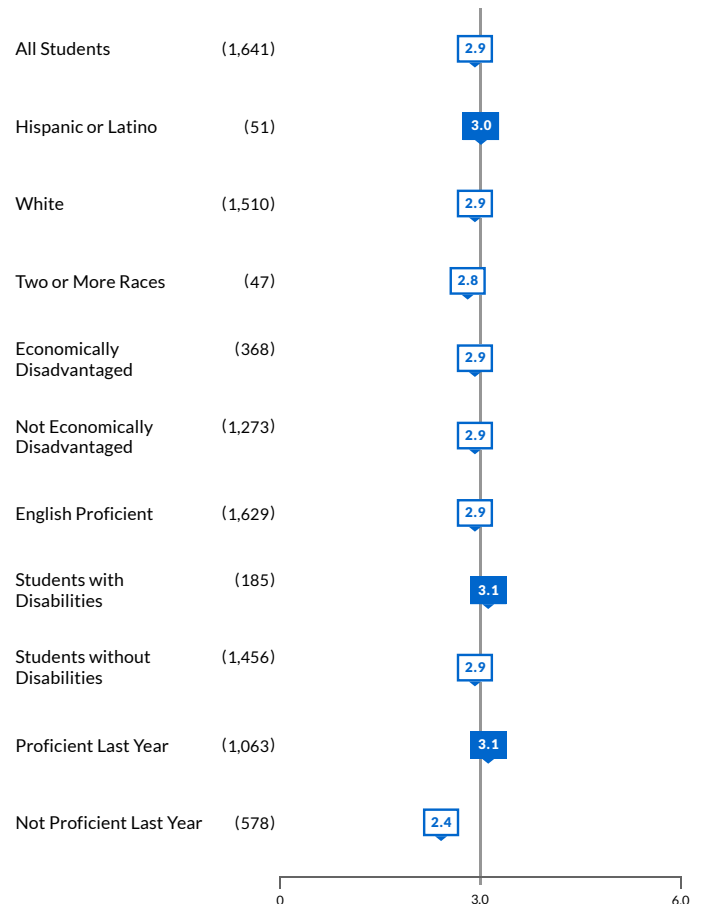 All Students (1,641) 2.9
Hispanic or Latino (51) 3.0
White (1,510) 2.9
Two or More Races (47) 2.8
Economically (368)
Disadvantaged 2.9
Not Economically (1,273)
Disadvantaged 2.9
English Proficient (1,629) 2.9
Students with (185)
Disabilities 3.1
Students without (1,456)
Disabilities 2.9
Proficient Last Year (1,063) 3.1
Not Proficient Last Year (578) 2.4
0 3.0 6.0